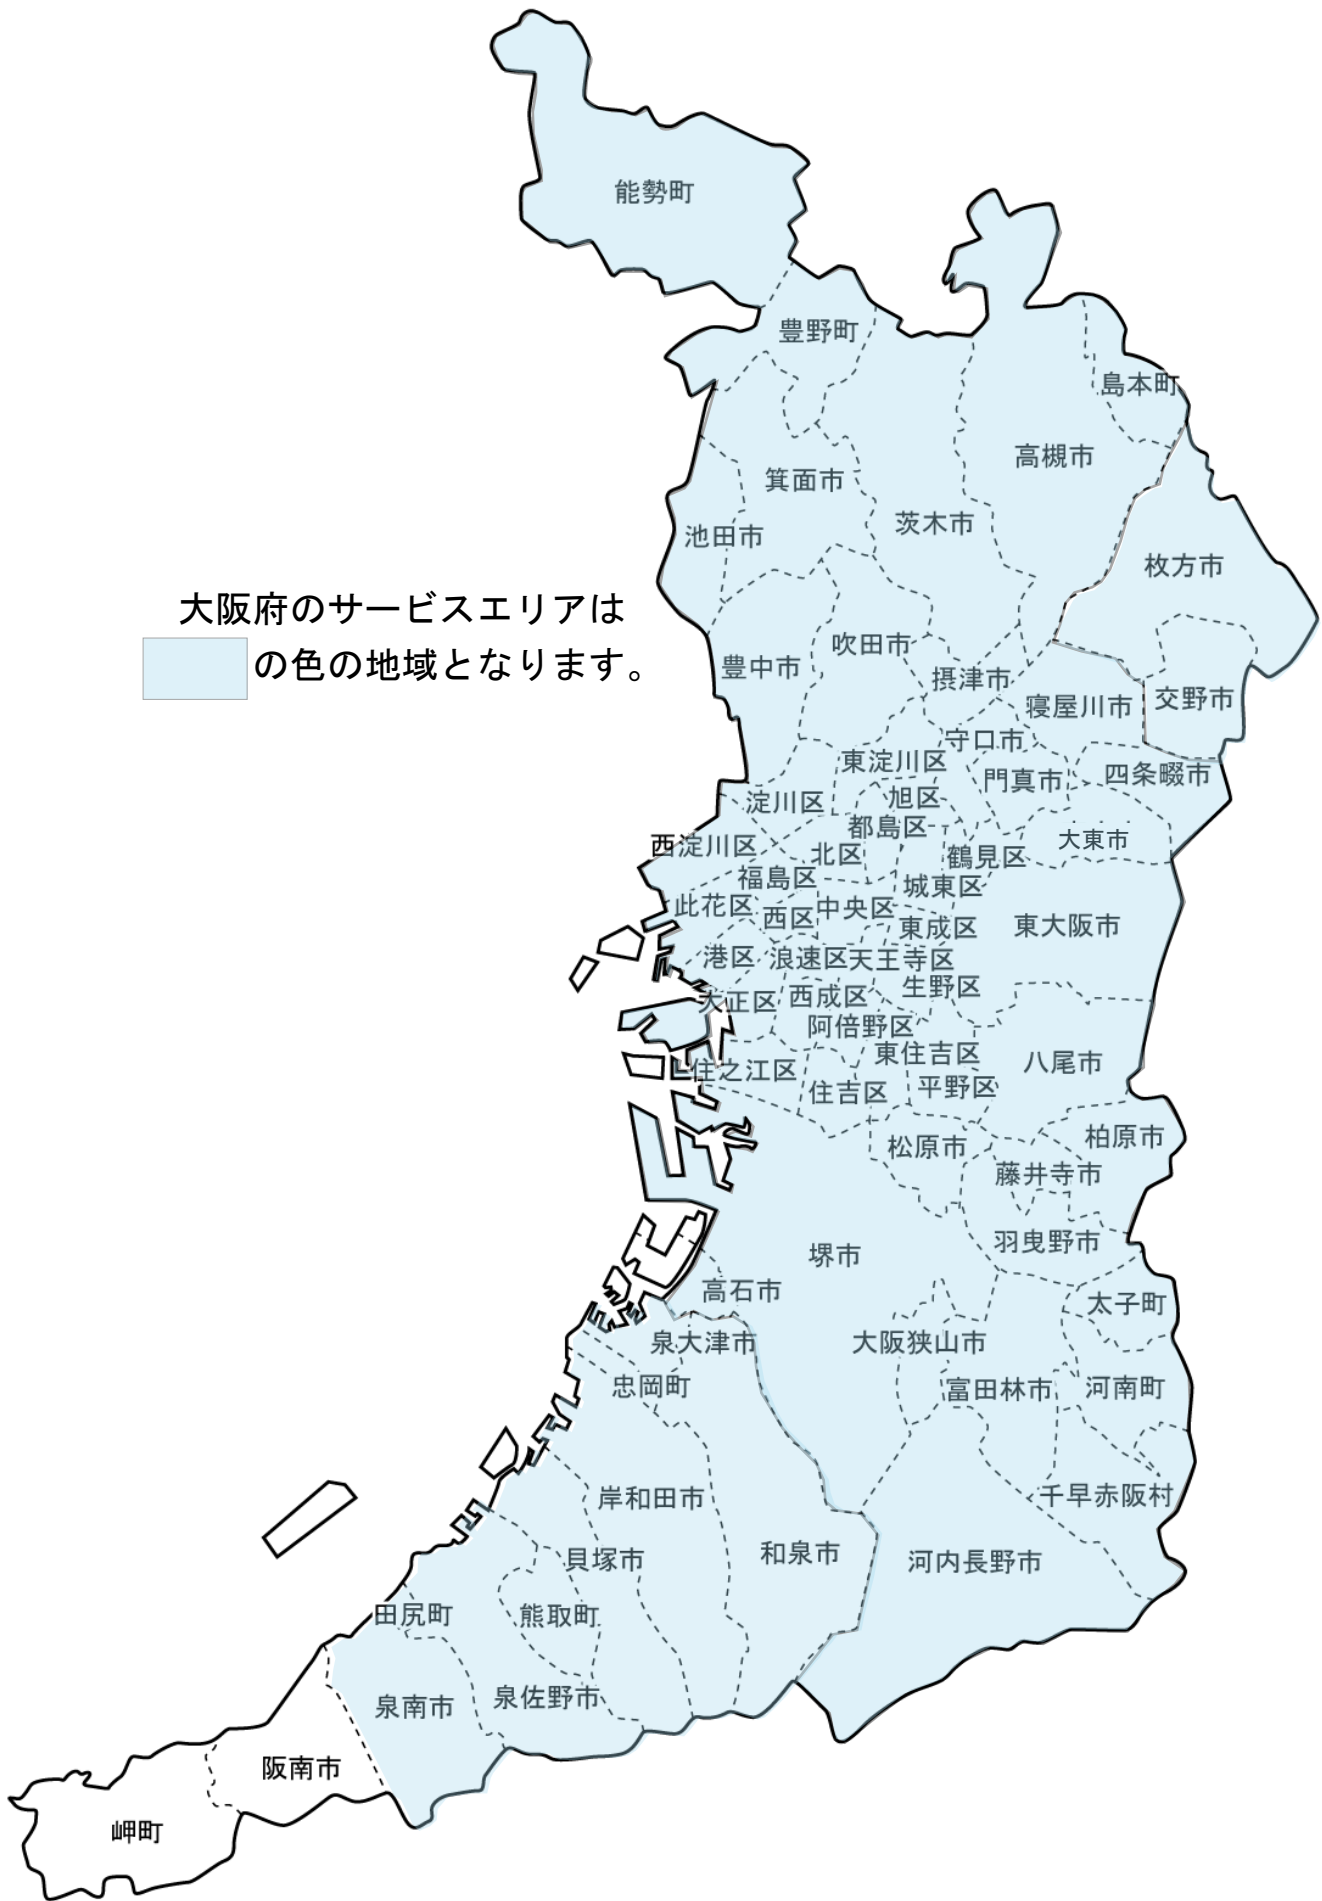 能勢町
豊野町
島本町
高槻市
箕面市
茨木市
池田市
枚方市
大阪府のサービスエリアは
の色の地域となります。
吹田市
豊中市
摂津市
寝屋川市
交野市
守口市
東淀川区
門真市
四条畷市
淀川区
旭区
都島区
大東市
西淀川区
北区
鶴見区
福島区
城東区
此花区
西区
中央区
東成区
東大阪市
港区
浪速区
天王寺区
生野区
大正区
西成区
阿倍野区
東住吉区
八尾市
住之江区
住吉区
平野区
松原市
柏原市
藤井寺市
羽曳野市
堺市
高石市
太子町
泉大津市
大阪狭山市
忠岡町
富田林市
河南町
岸和田市
千早赤阪村
和泉市
貝塚市
河内長野市
田尻町
熊取町
泉南市
泉佐野市
阪南市
岬町